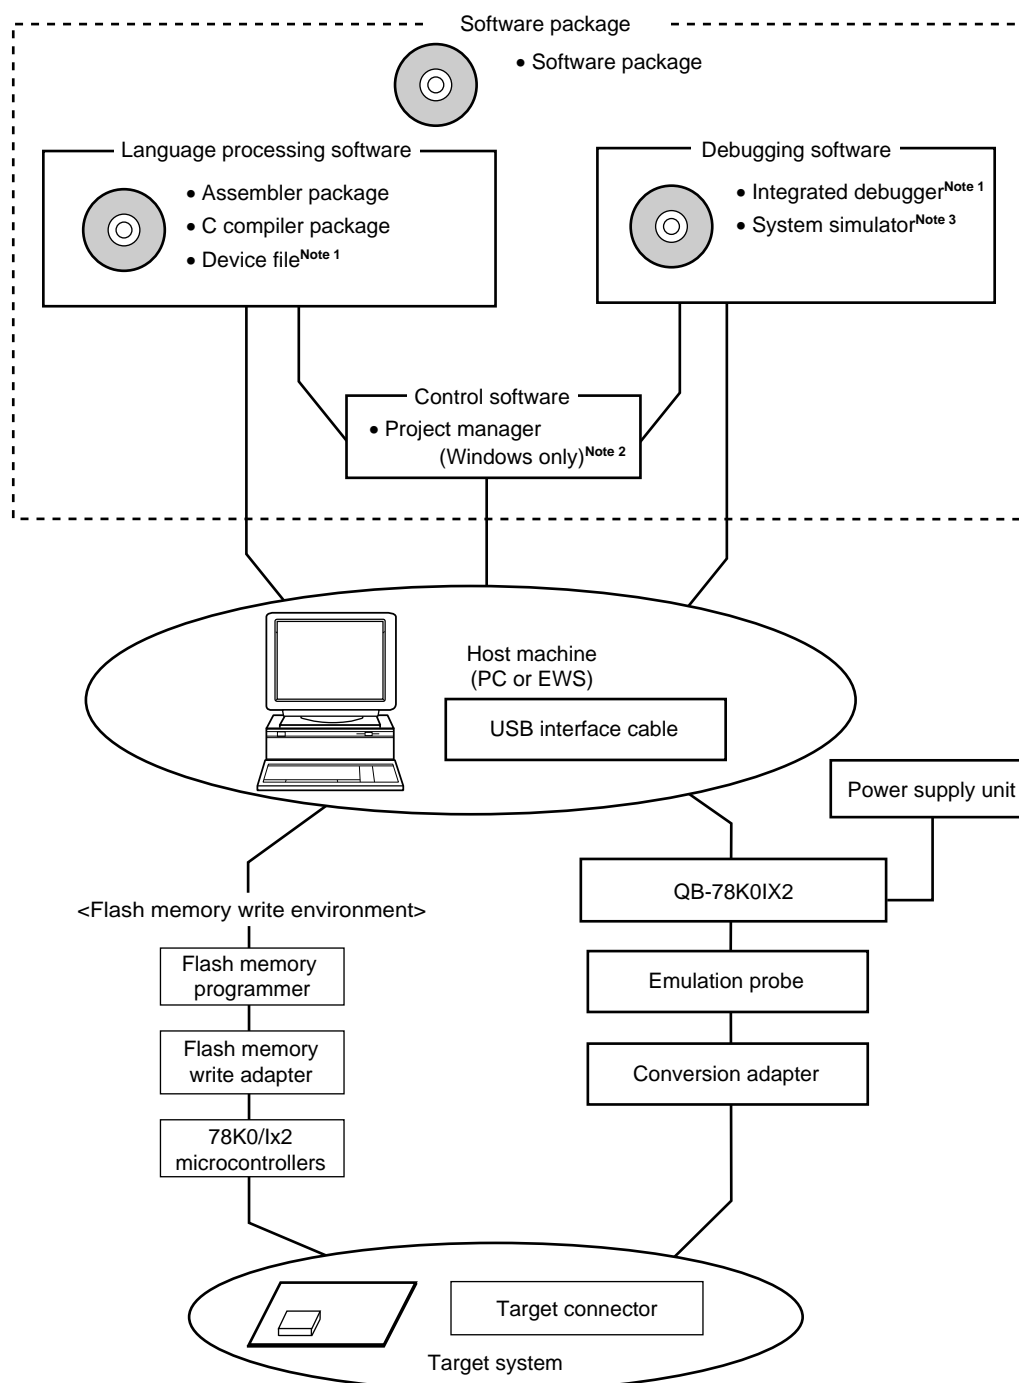 Software package
• Software package
Language processing software
• Assembler package
• C compiler package
• Device fileNote 1
Debugging software
• Integrated debuggerNote 1
• System simulatorNote 3
Control software
• Project manager
(Windows only)Note 2
Host machine
(PC or EWS)
USB interface cable
Power supply unit
QB-78K0IX2
<Flash memory write environment>
Flash memory
programmer
Emulation probe
Flash memory
write adapter
Conversion adapter
78K0/Ix2
microcontrollers
Target connector
Target system